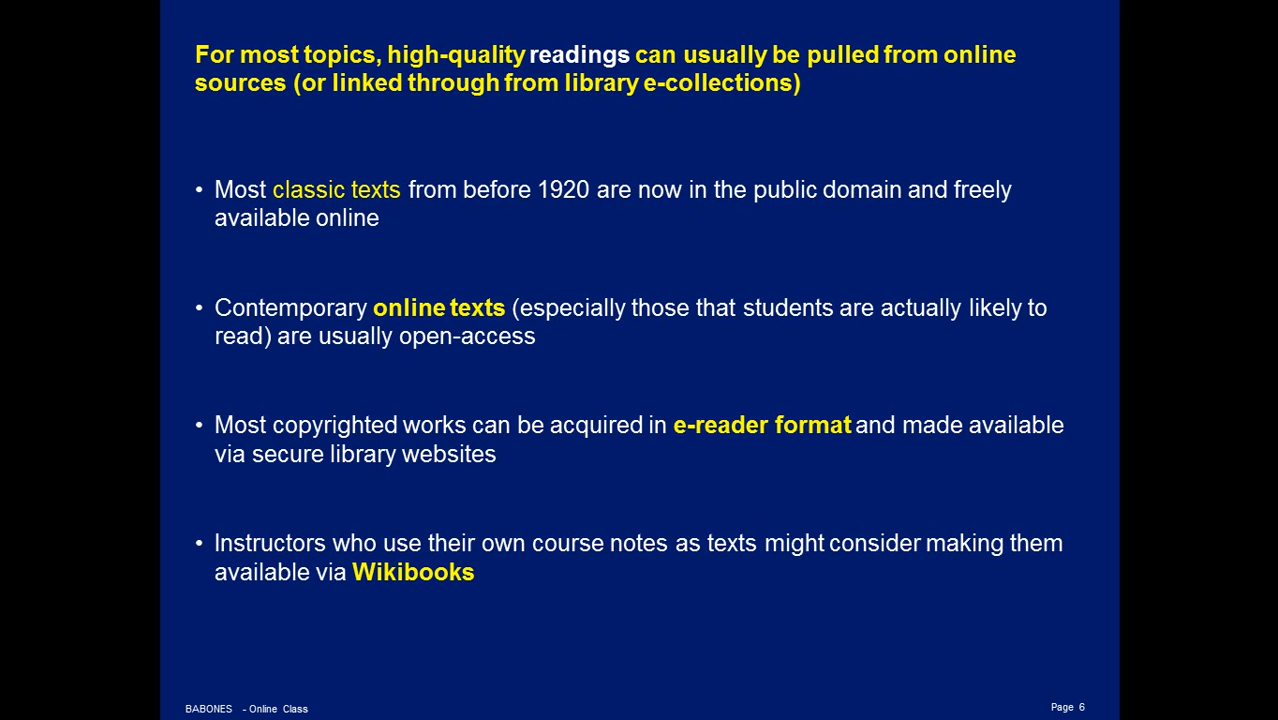 For most topics, high-quality readings can usually be pulled from online
sources (or linked through from library e-collections)
• Most classic texts from before 1920 are now in the public domain and freely
available online
• Contemporary online texts (especially those that students are actually likely to
read) are usually open-access
• Most copyrighted works can be acquired in e-reader format and made available
via secure library websites
• Instructors who use their own course notes as texts might consider making them
available via Wikibooks
BABONES - Online Class
Page 6